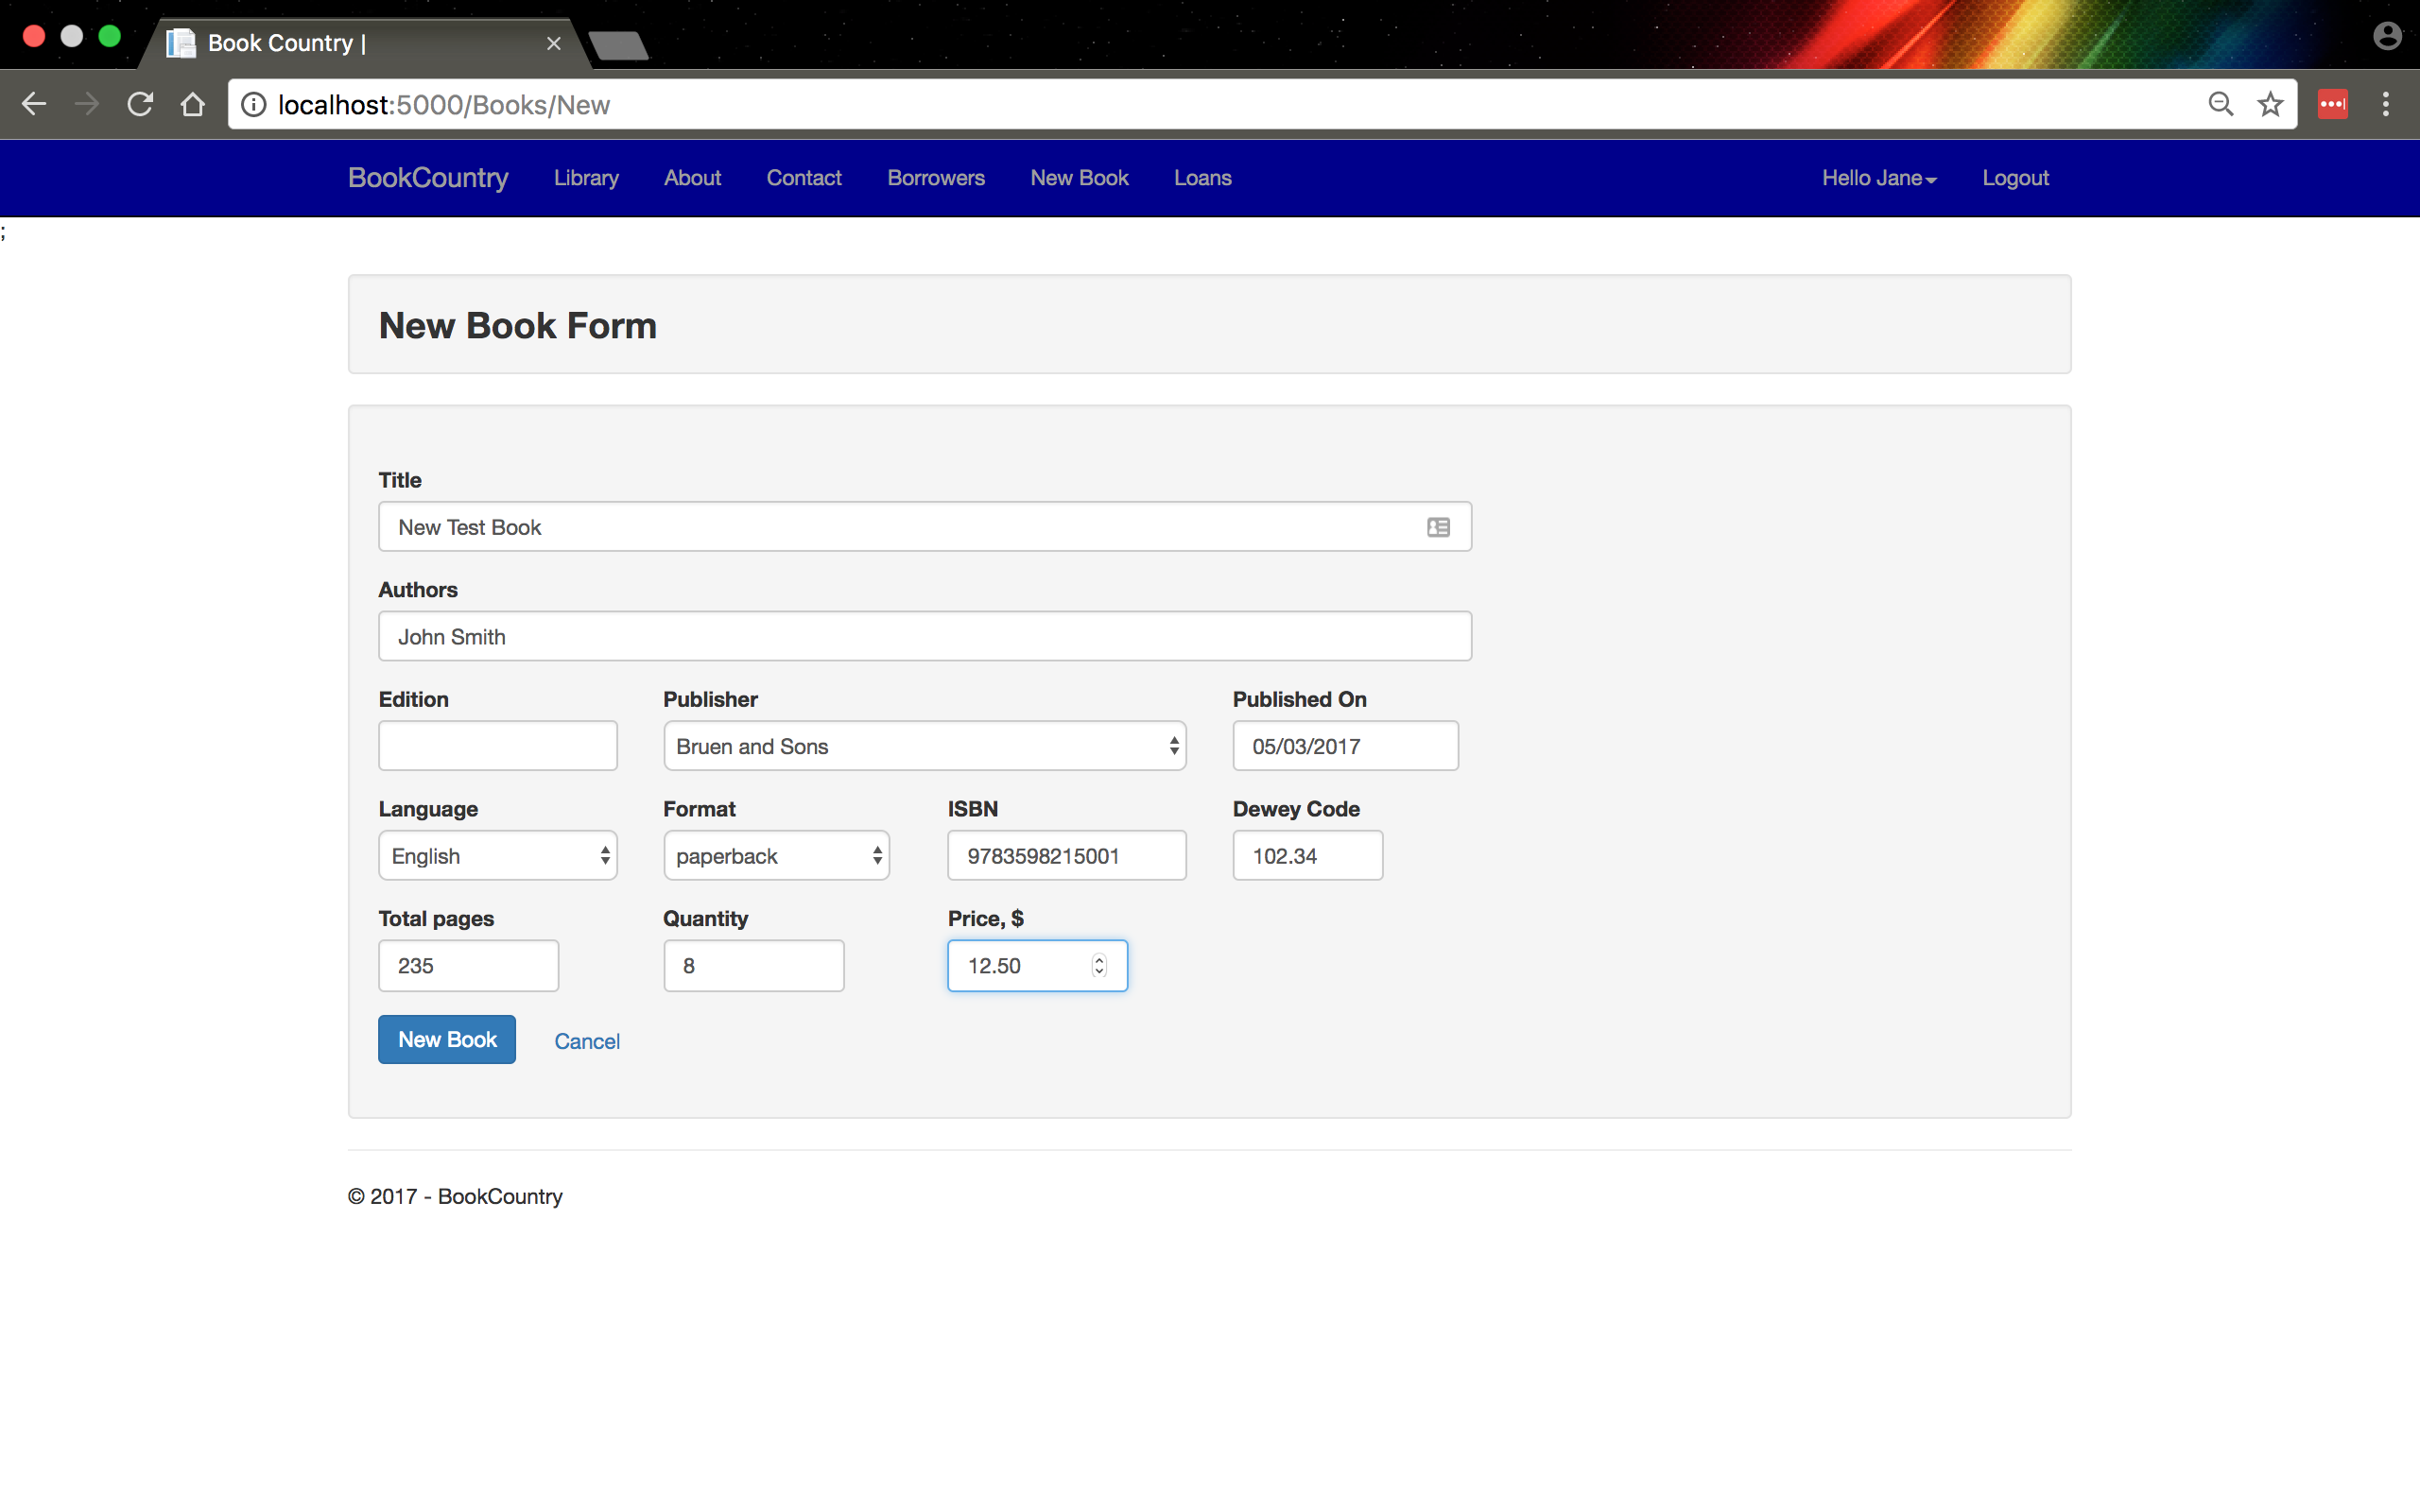 Book Country |
localhost:5000/Books/New
BookCountry Library About Contact Borrowers New Book Loans Hello Jane Logout
;
New Book Form
Title
New Test Book
Authors
John Smith
Edition Publisher Published On
Bruen and Sons 05/03/2017
Language Format ISBN Dewey Code
English paperback 9783598215001 102.34
Total pages Quantity Price, $
235 8 12.50
New Book Cancel
© 2017 - BookCountry